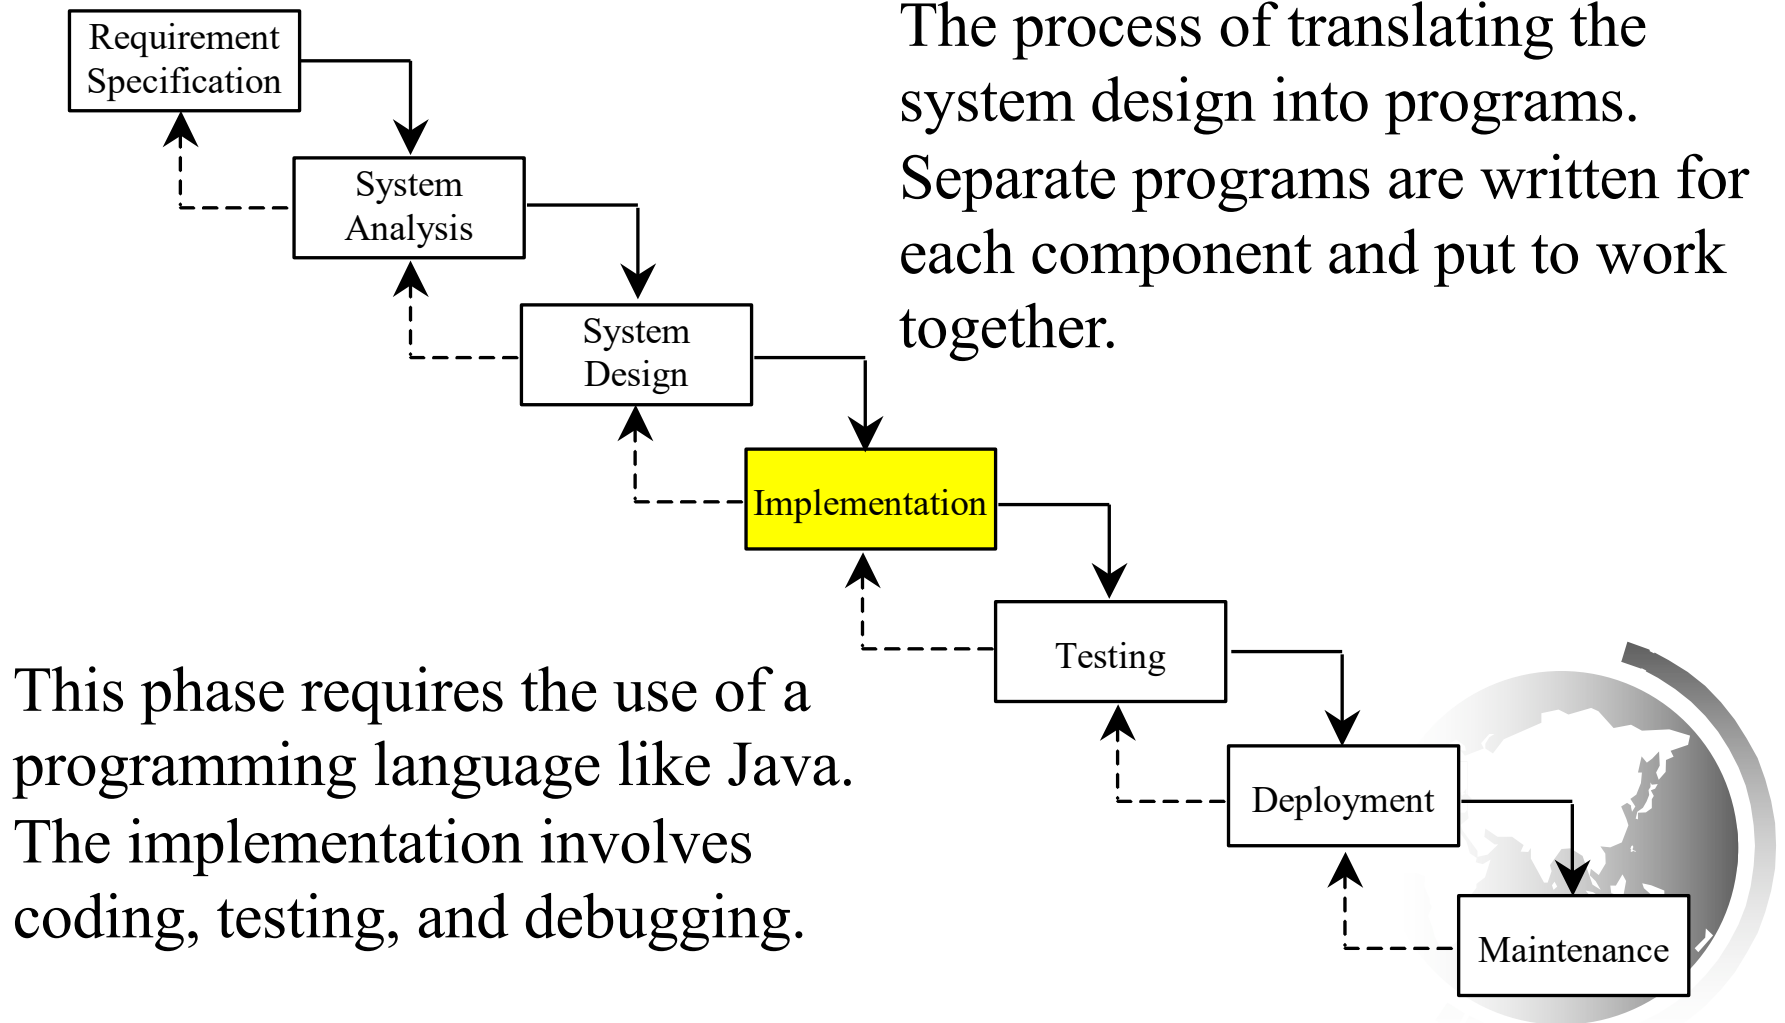 Requirement
Specification
The process of translating the
system design into programs.
Separate programs are written for
each component and put to work
together.
System
Analysis
System
Design
Implementation
Testing
This phase requires the use of a
programming language like Java.
The implementation involves
coding, testing, and debugging.
Deployment
Maintenance